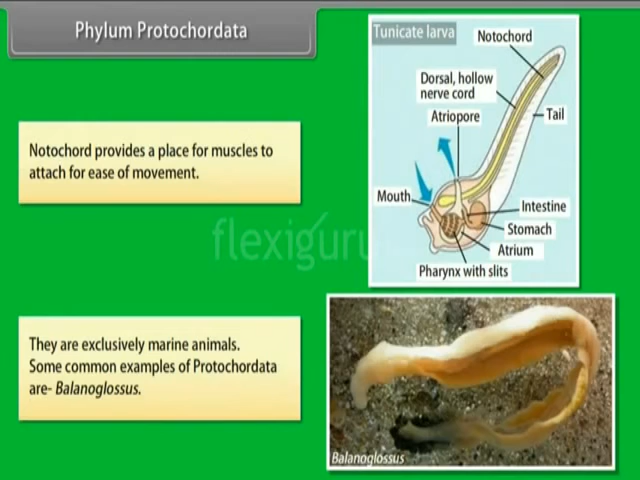 Phylum Protochordata
Notochord provides a place for muscles to
attach for ease of movement.
Tunicate larva
Notochord
Dorsal, hollow
nerve cord
Atriopore
Tail
Mouth
Intestine
Stomach
Atrium
Pharynx with slits
flexiguru
They are exclusively marine animals.
Some common examples of Protochordata
are- Balanoglossus.
Balanoglossus